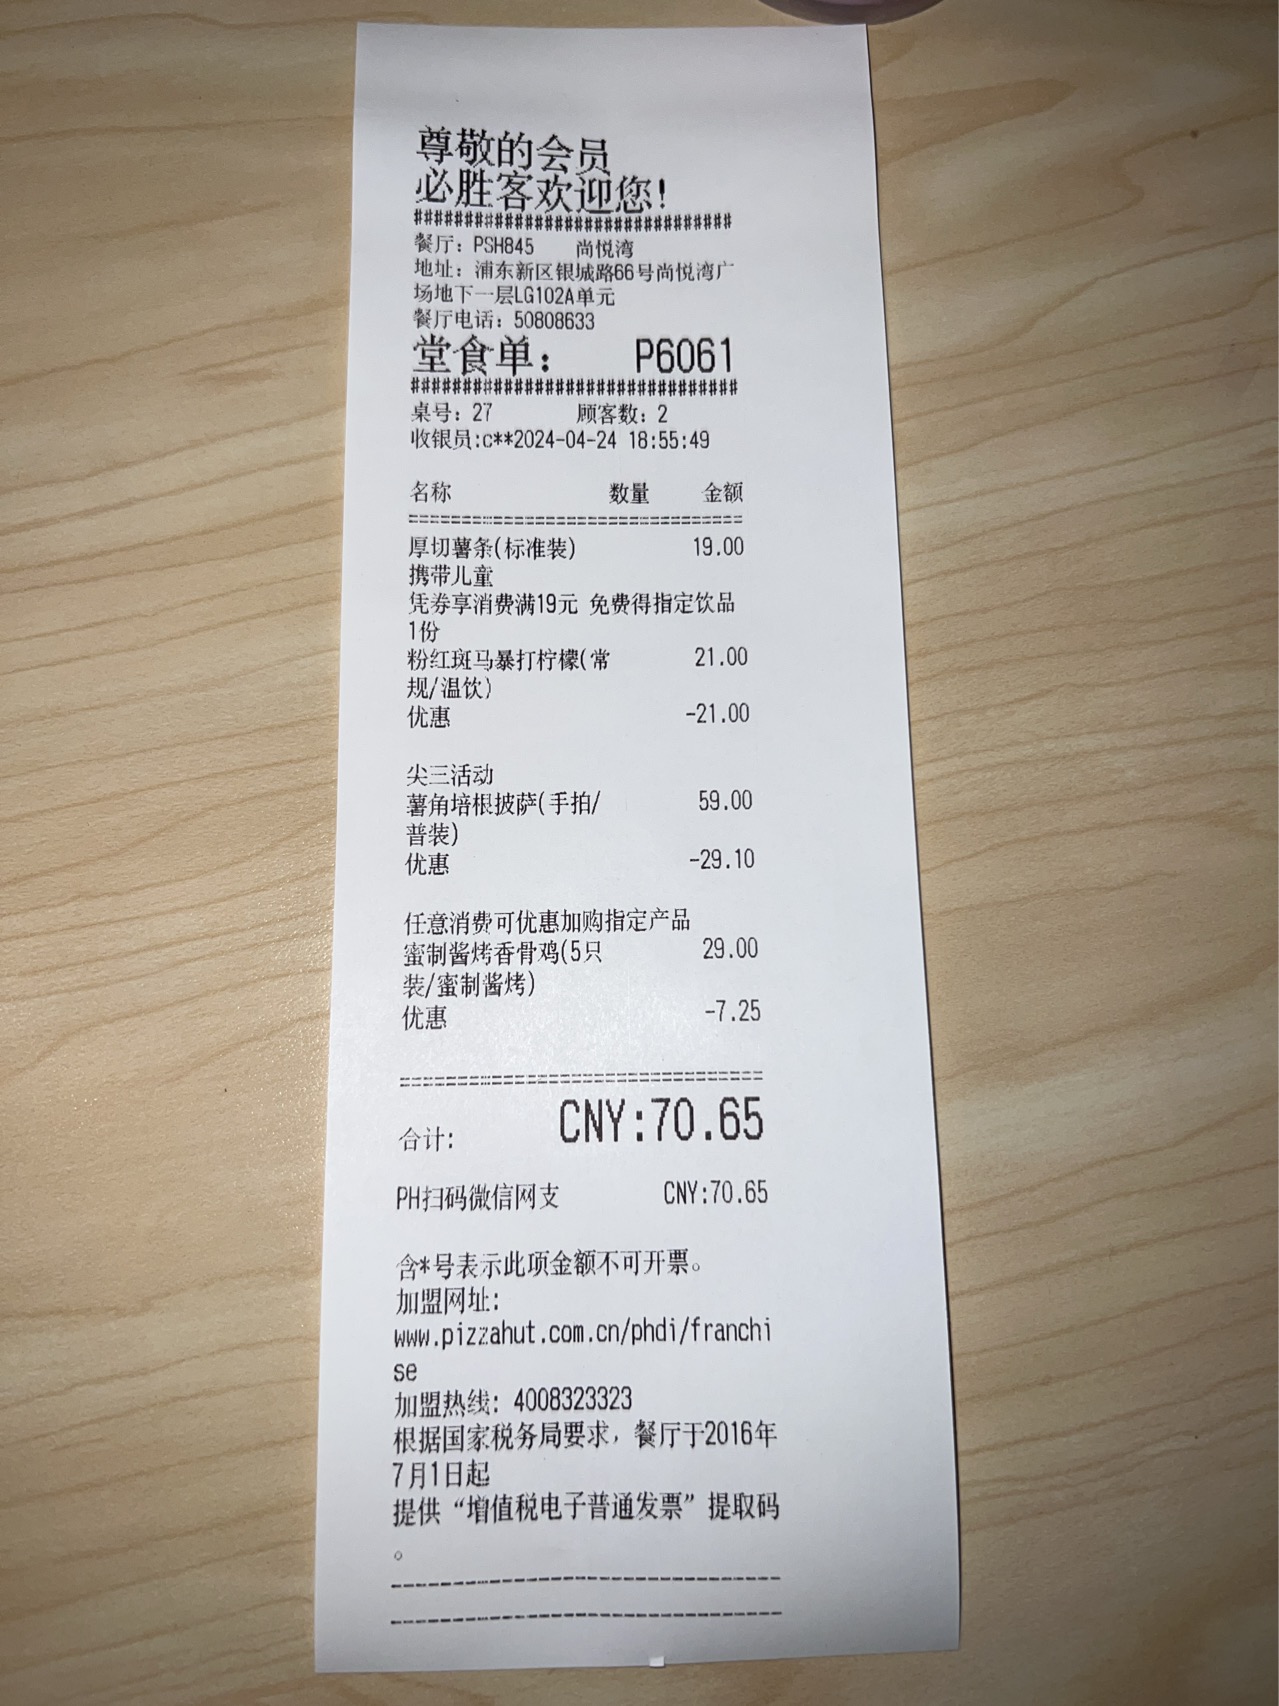 尊敬的会员
必胜客欢迎您!
################################
餐厅: PSH845 尚悦湾
地址: 浦东新区银城路66号尚悦湾广
场地下一层LG102A单元
餐厅电话: 50808633
堂食单: P6061
################################
桌号: 27 顾客数: 2
收银员:c**2024-04-24 18:55:49
名称 数量 金额
================================
厚切薯条(标准装) 19.00
携带儿童
凭券享消费满19元 免费得指定饮品
1份
粉红斑马暴打柠檬(常 21.00
规/温饮)
优惠 -21.00
尖三活动
薯角培根披萨(手拍/ 59.00
普装)
优惠 -29.10
任意消费可优惠加购指定产品
蜜制酱烤香骨鸡(5只 29.00
装/蜜制酱烤)
优惠 -7.25
================================
合计: CNY:70.65
PH扫码微信网支 CNY:70.65
含*号表示此项金额不可开票。
加盟网址:
www.pizzahut.com.cn/phdi/franchi
se
加盟热线: 4008323323
根据国家税务局要求, 餐厅于2016年
7月1日起
提供“增值税电子普通发票”提取码
。
--------------------------------
--------------------------------